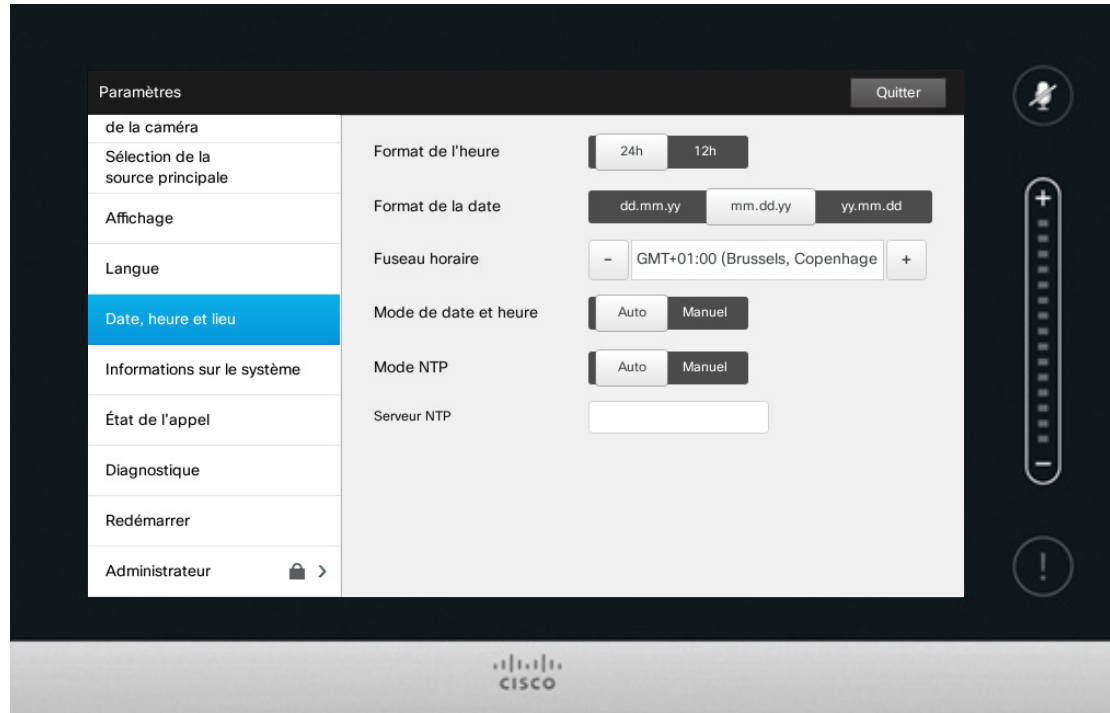 Paramètres
Quitter
de la caméra
Sélection de la
source principale
Affichage
Langue
Date, heure et lieu
Informations sur le système
État de l'appel
Diagnostique
Redémarrer
Administrateur
Format de l'heure
24h 12h
Format de la date
dd.mm.yy mm.dd.yy yy.mm.dd
Fuseau horaire
- GMT+01:00 (Brussels, Copenhage +
Mode de date et heure
Auto Manuel
Mode NTP
Auto Manuel
Serveur NTP
+
-
!
CISCO